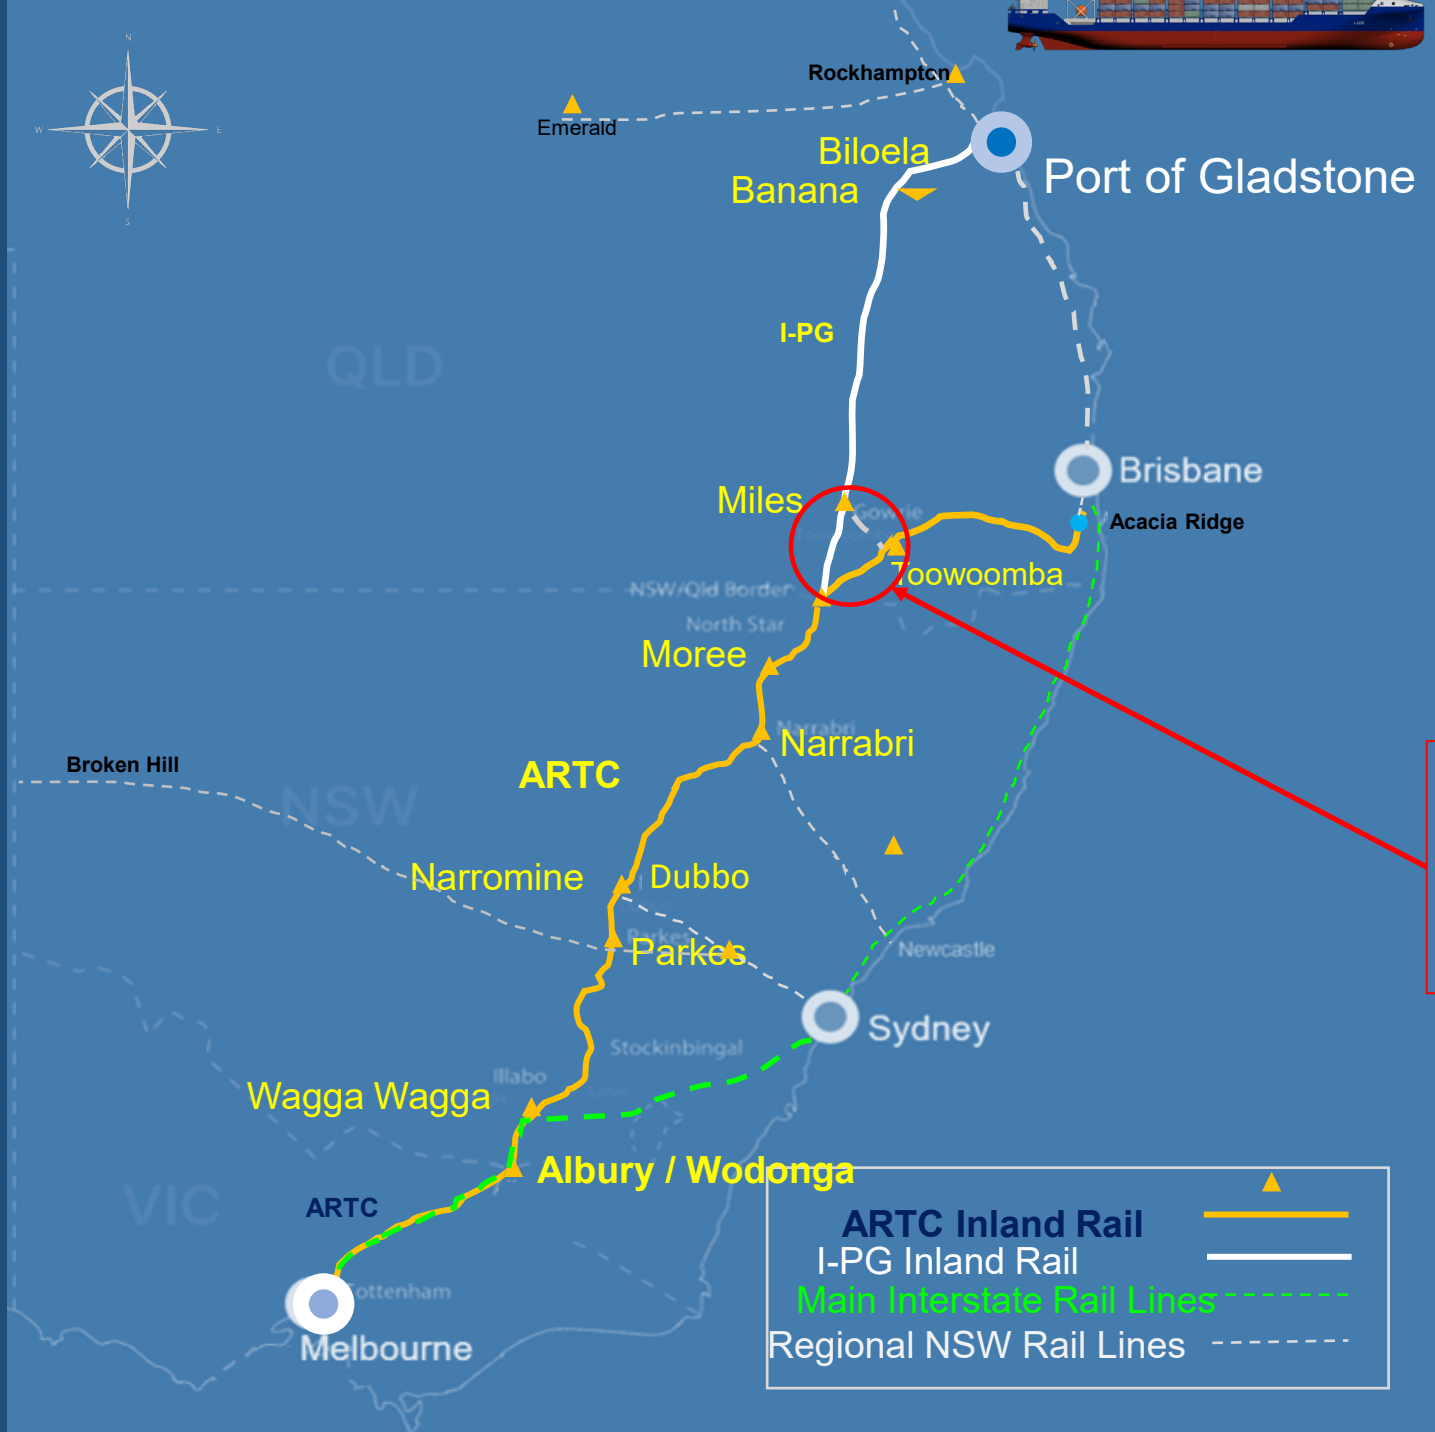 N
W
E
S
Rockhampton
Emerald
Biloela
Banana
Port of Gladstone
I-PG
QLD
Brisbane
Miles
Gowrie
Acacia Ridge
Toowoomba
NSW/Qld Border
North Star
Moree
Narrabri
Narrabri
ARTC
Broken Hill
NSW
Narromine
Dubbo
Parkes
Parkes
Newcastle
Sydney
Stockinbingal
Illabo
Wagga Wagga
Albury / Wodonga
VIC
ARTC
Tottenham
Melbourne
ARTC Inland Rail
I-PG Inland Rail
Main Interstate Rail Lines
Regional NSW Rail Lines